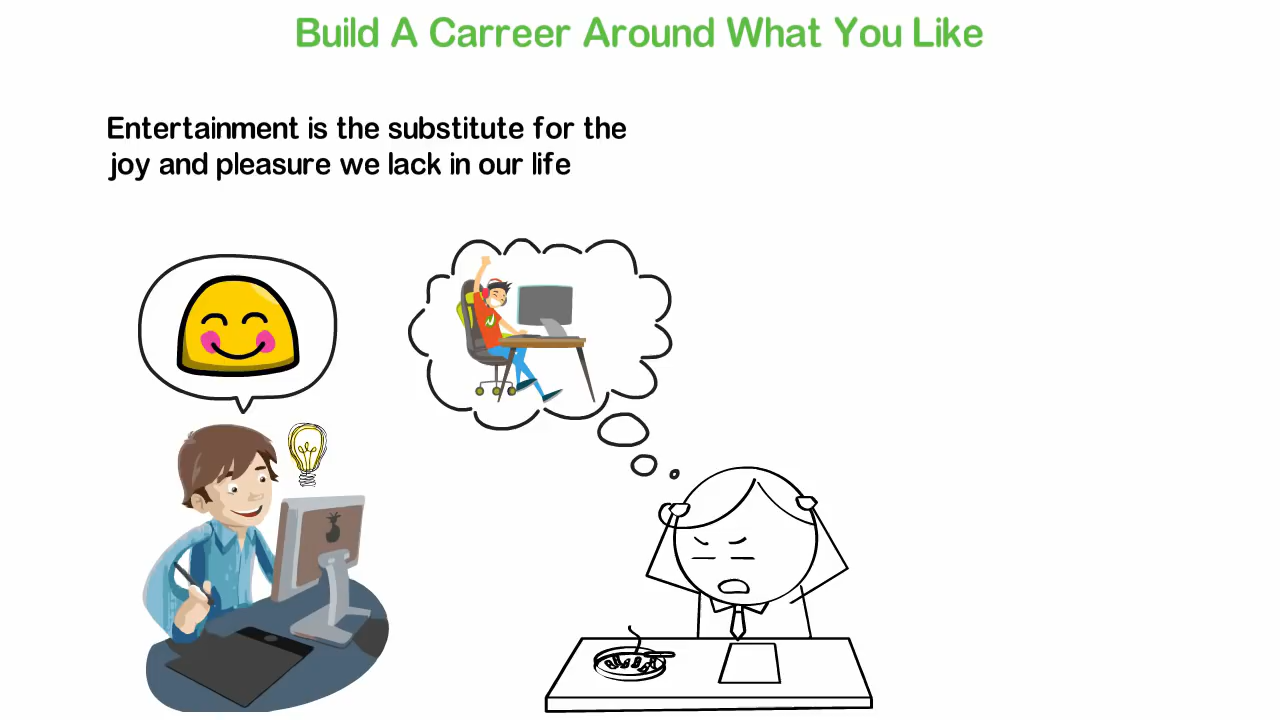 Build A Carreer Around What You Like
Entertainment is the substitute for the
joy and pleasure we lack in our life